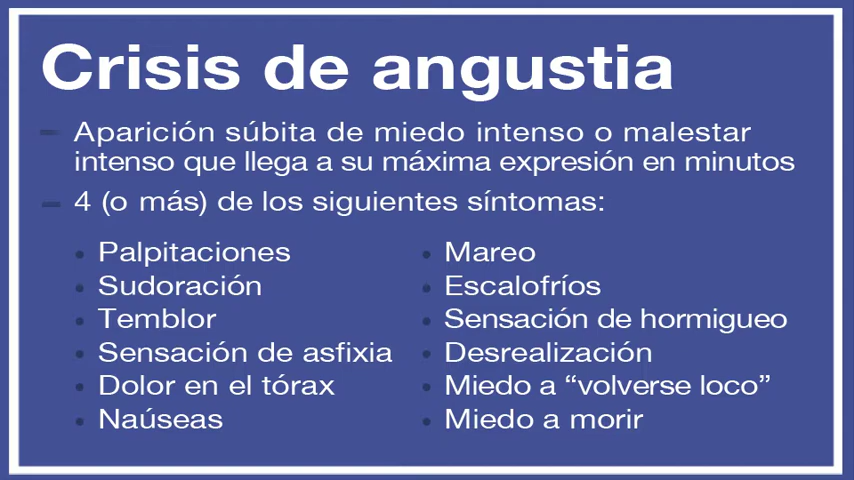 Crisis de angustia
– Aparición súbita de miedo intenso o malestar
intenso que llega a su máxima expresión en minutos
– 4 (o más) de los siguientes síntomas:
• Palpitaciones
• Sudoración
• Temblor
• Sensación de asfixia
• Dolor en el tórax
• Naúseas
• Mareo
• Escalofríos
• Sensación de hormigueo
• Desrealización
• Miedo a “volverse loco”
• Miedo a morir